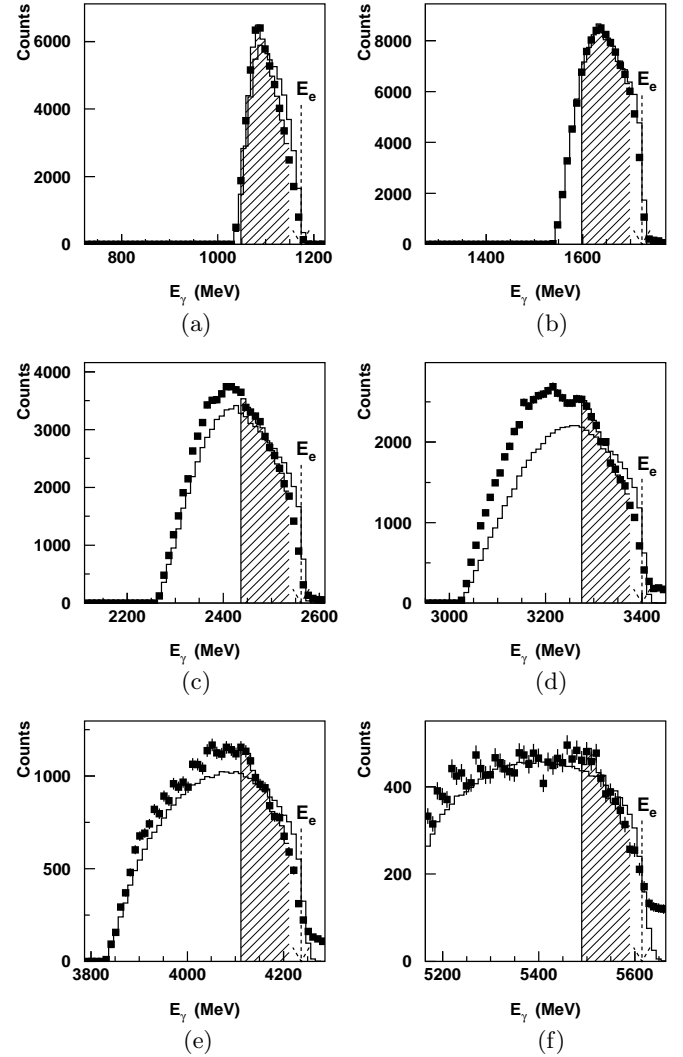 Counts
6000
4000
2000
0
E_e
800 1000 1200
E_γ (MeV)
(a)
Counts
8000
6000
4000
2000
0
E_e
1400 1600
E_γ (MeV)
(b)
Counts
4000
3000
2000
1000
0
E_e
2200 2400 2600
E_γ (MeV)
(c)
Counts
2000
1000
0
E_e
3000 3200 3400
E_γ (MeV)
(d)
Counts
1000
500
0
E_e
3800 4000 4200
E_γ (MeV)
(e)
Counts
400
200
0
E_e
5200 5400 5600
E_γ (MeV)
(f)